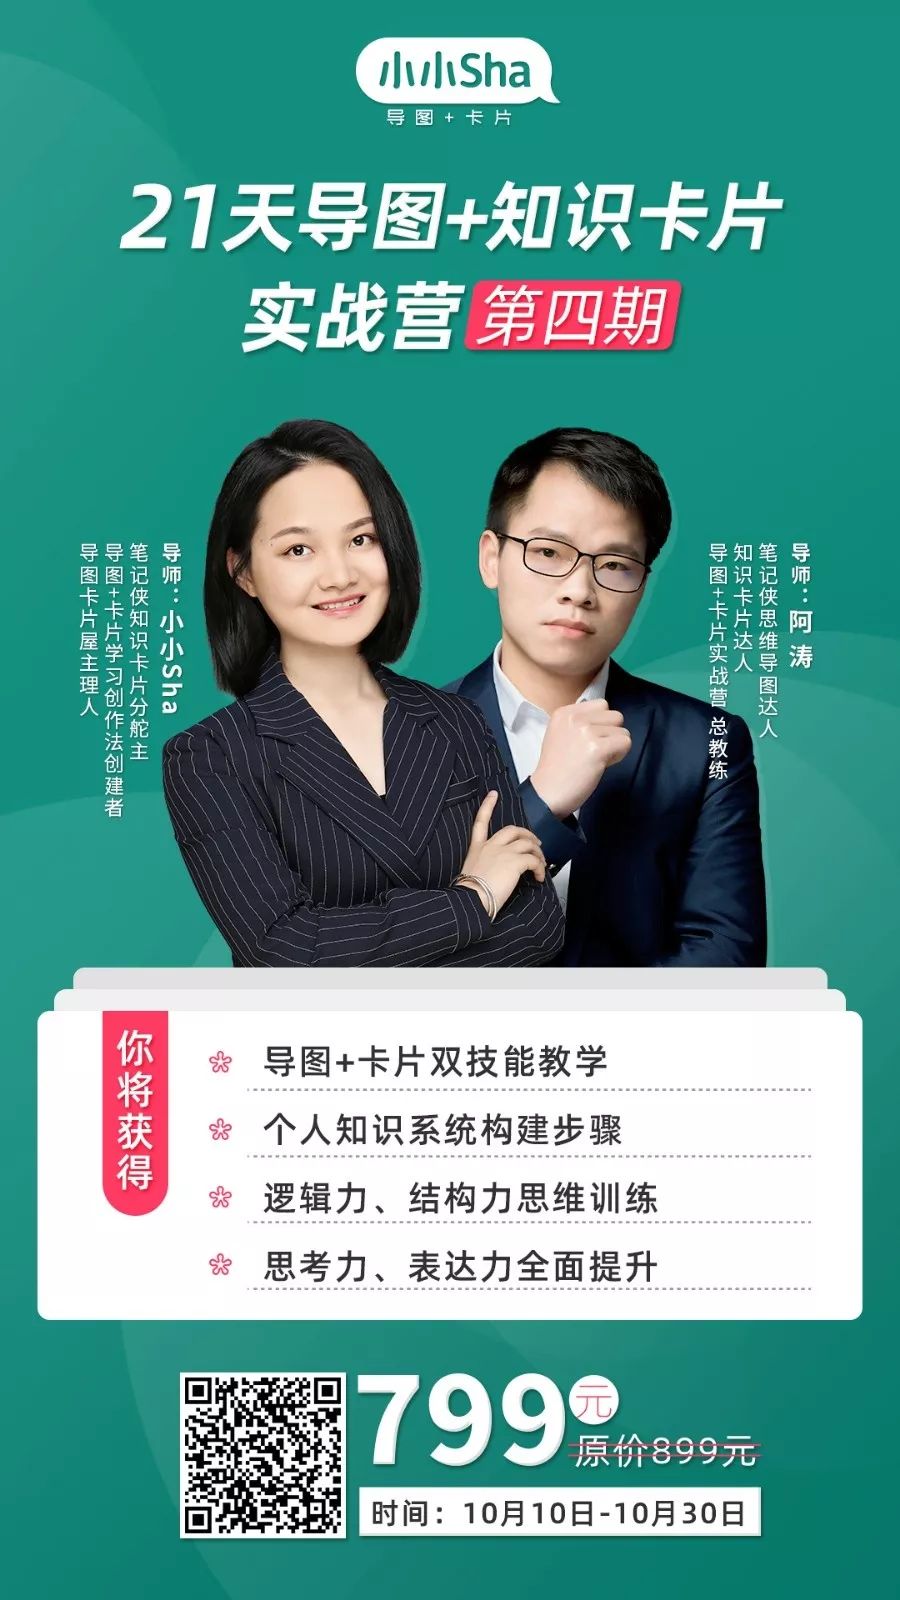 小小Sha
导图+卡片
21天导图+知识卡片
实战营 第四期
导师：小小Sha
笔记侠知识卡片分舵主
导图+卡片学习创作法创建者
导图卡片屋主理人
导师：阿涛
笔记侠思维导图达人
知识卡片达人
导图+卡片实战营 总教练
你将获得
导图+卡片双技能教学
个人知识系统构建步骤
逻辑力、结构力思维训练
思考力、表达力全面提升
799元
原价899元
时间：10月10日-10月30日